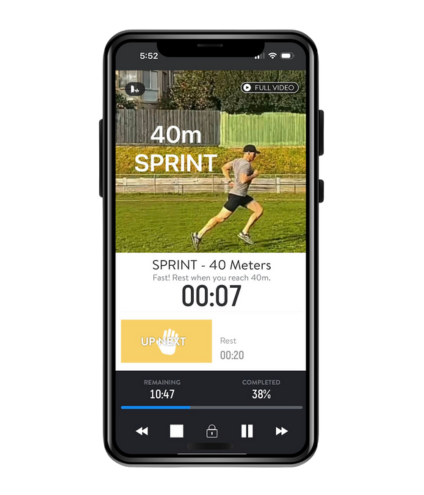 5:52
FULL VIDEO
40m
SPRINT
SPRINT - 40 Meters
Fast! Rest when you reach 40m.
00:07
UP NEXT
Rest
00:20
REMAINING
COMPLETED
10:47
38%